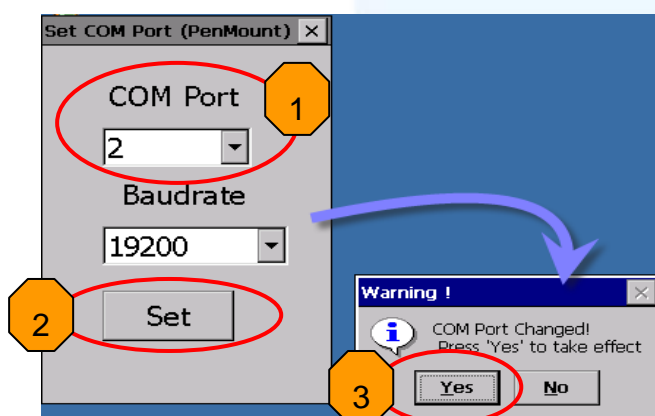 Set COM Port (PenMount)
COM Port
1
2
Baudrate
19200
2
Set
Warning !
COM Port Changed!
Press 'Yes' to take effect
3
Yes
No